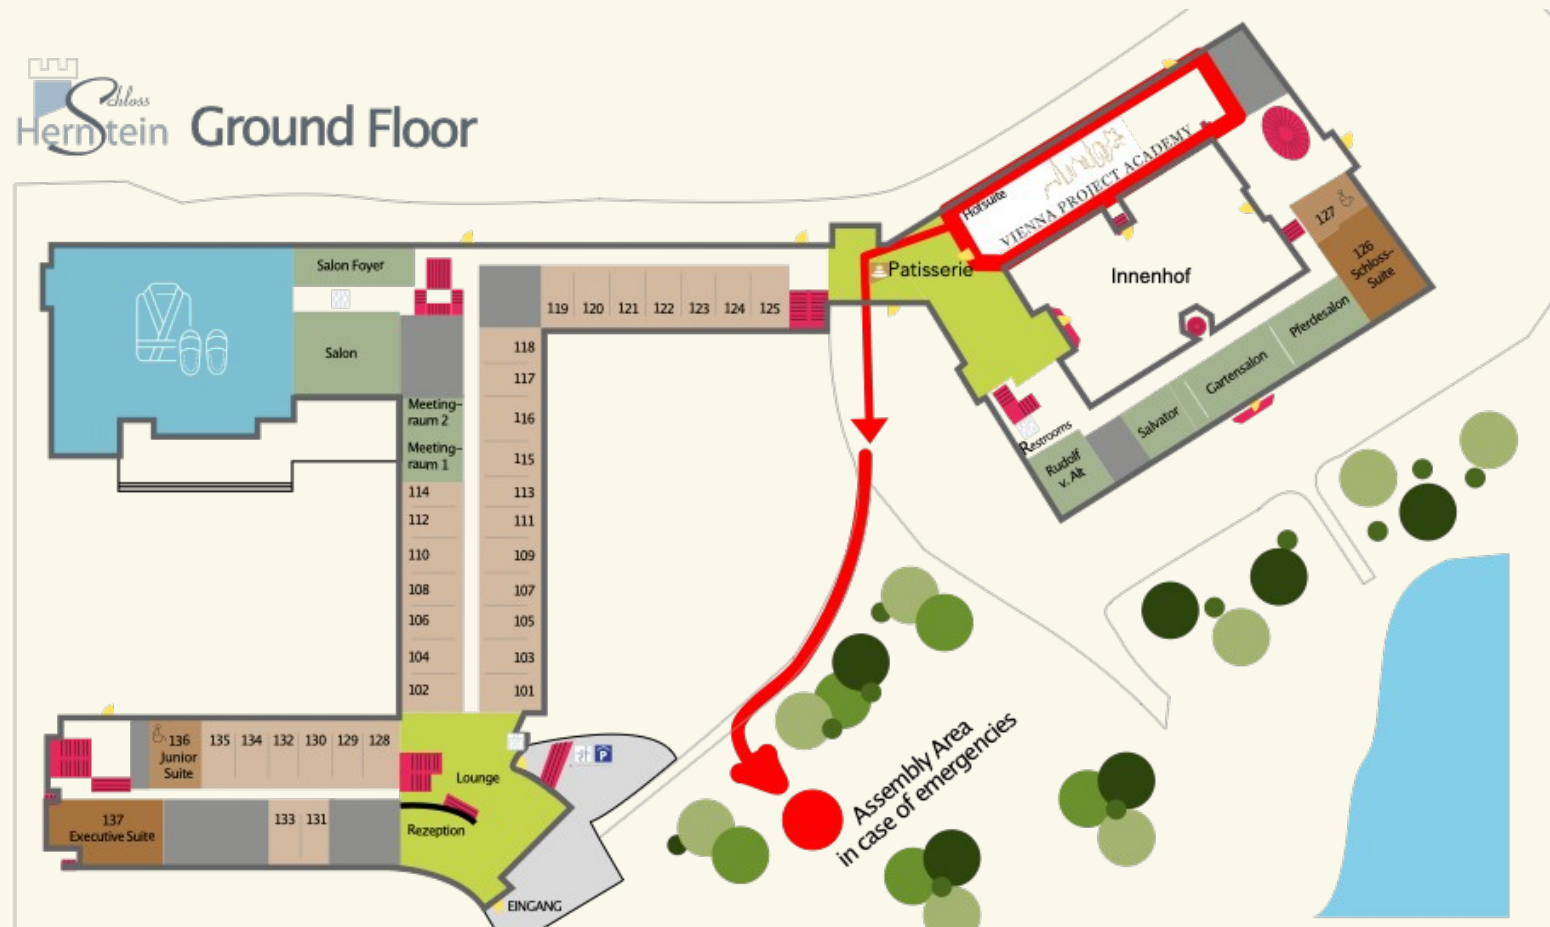 Schloss
Hernstein
Ground Floor
Hofsuite
VIENNA PROJECT ACADEMY
127
126
Schloss-
Suite
Innenhof
Patisserie
Pferdesalon
Gartensalon
Salvator
Restrooms
Rudolf
v. Alt
Salon Foyer
Salon
119
120
121
122
123
124
125
118
117
116
115
113
111
109
107
105
103
101
Meeting-
raum 2
Meeting-
raum 1
114
112
110
108
106
104
102
136
Junior
Suite
135
134
132
130
129
128
137
Executive Suite
133
131
Lounge
Rezeption
P
EINGANG
Assembly Area
in case of emergencies